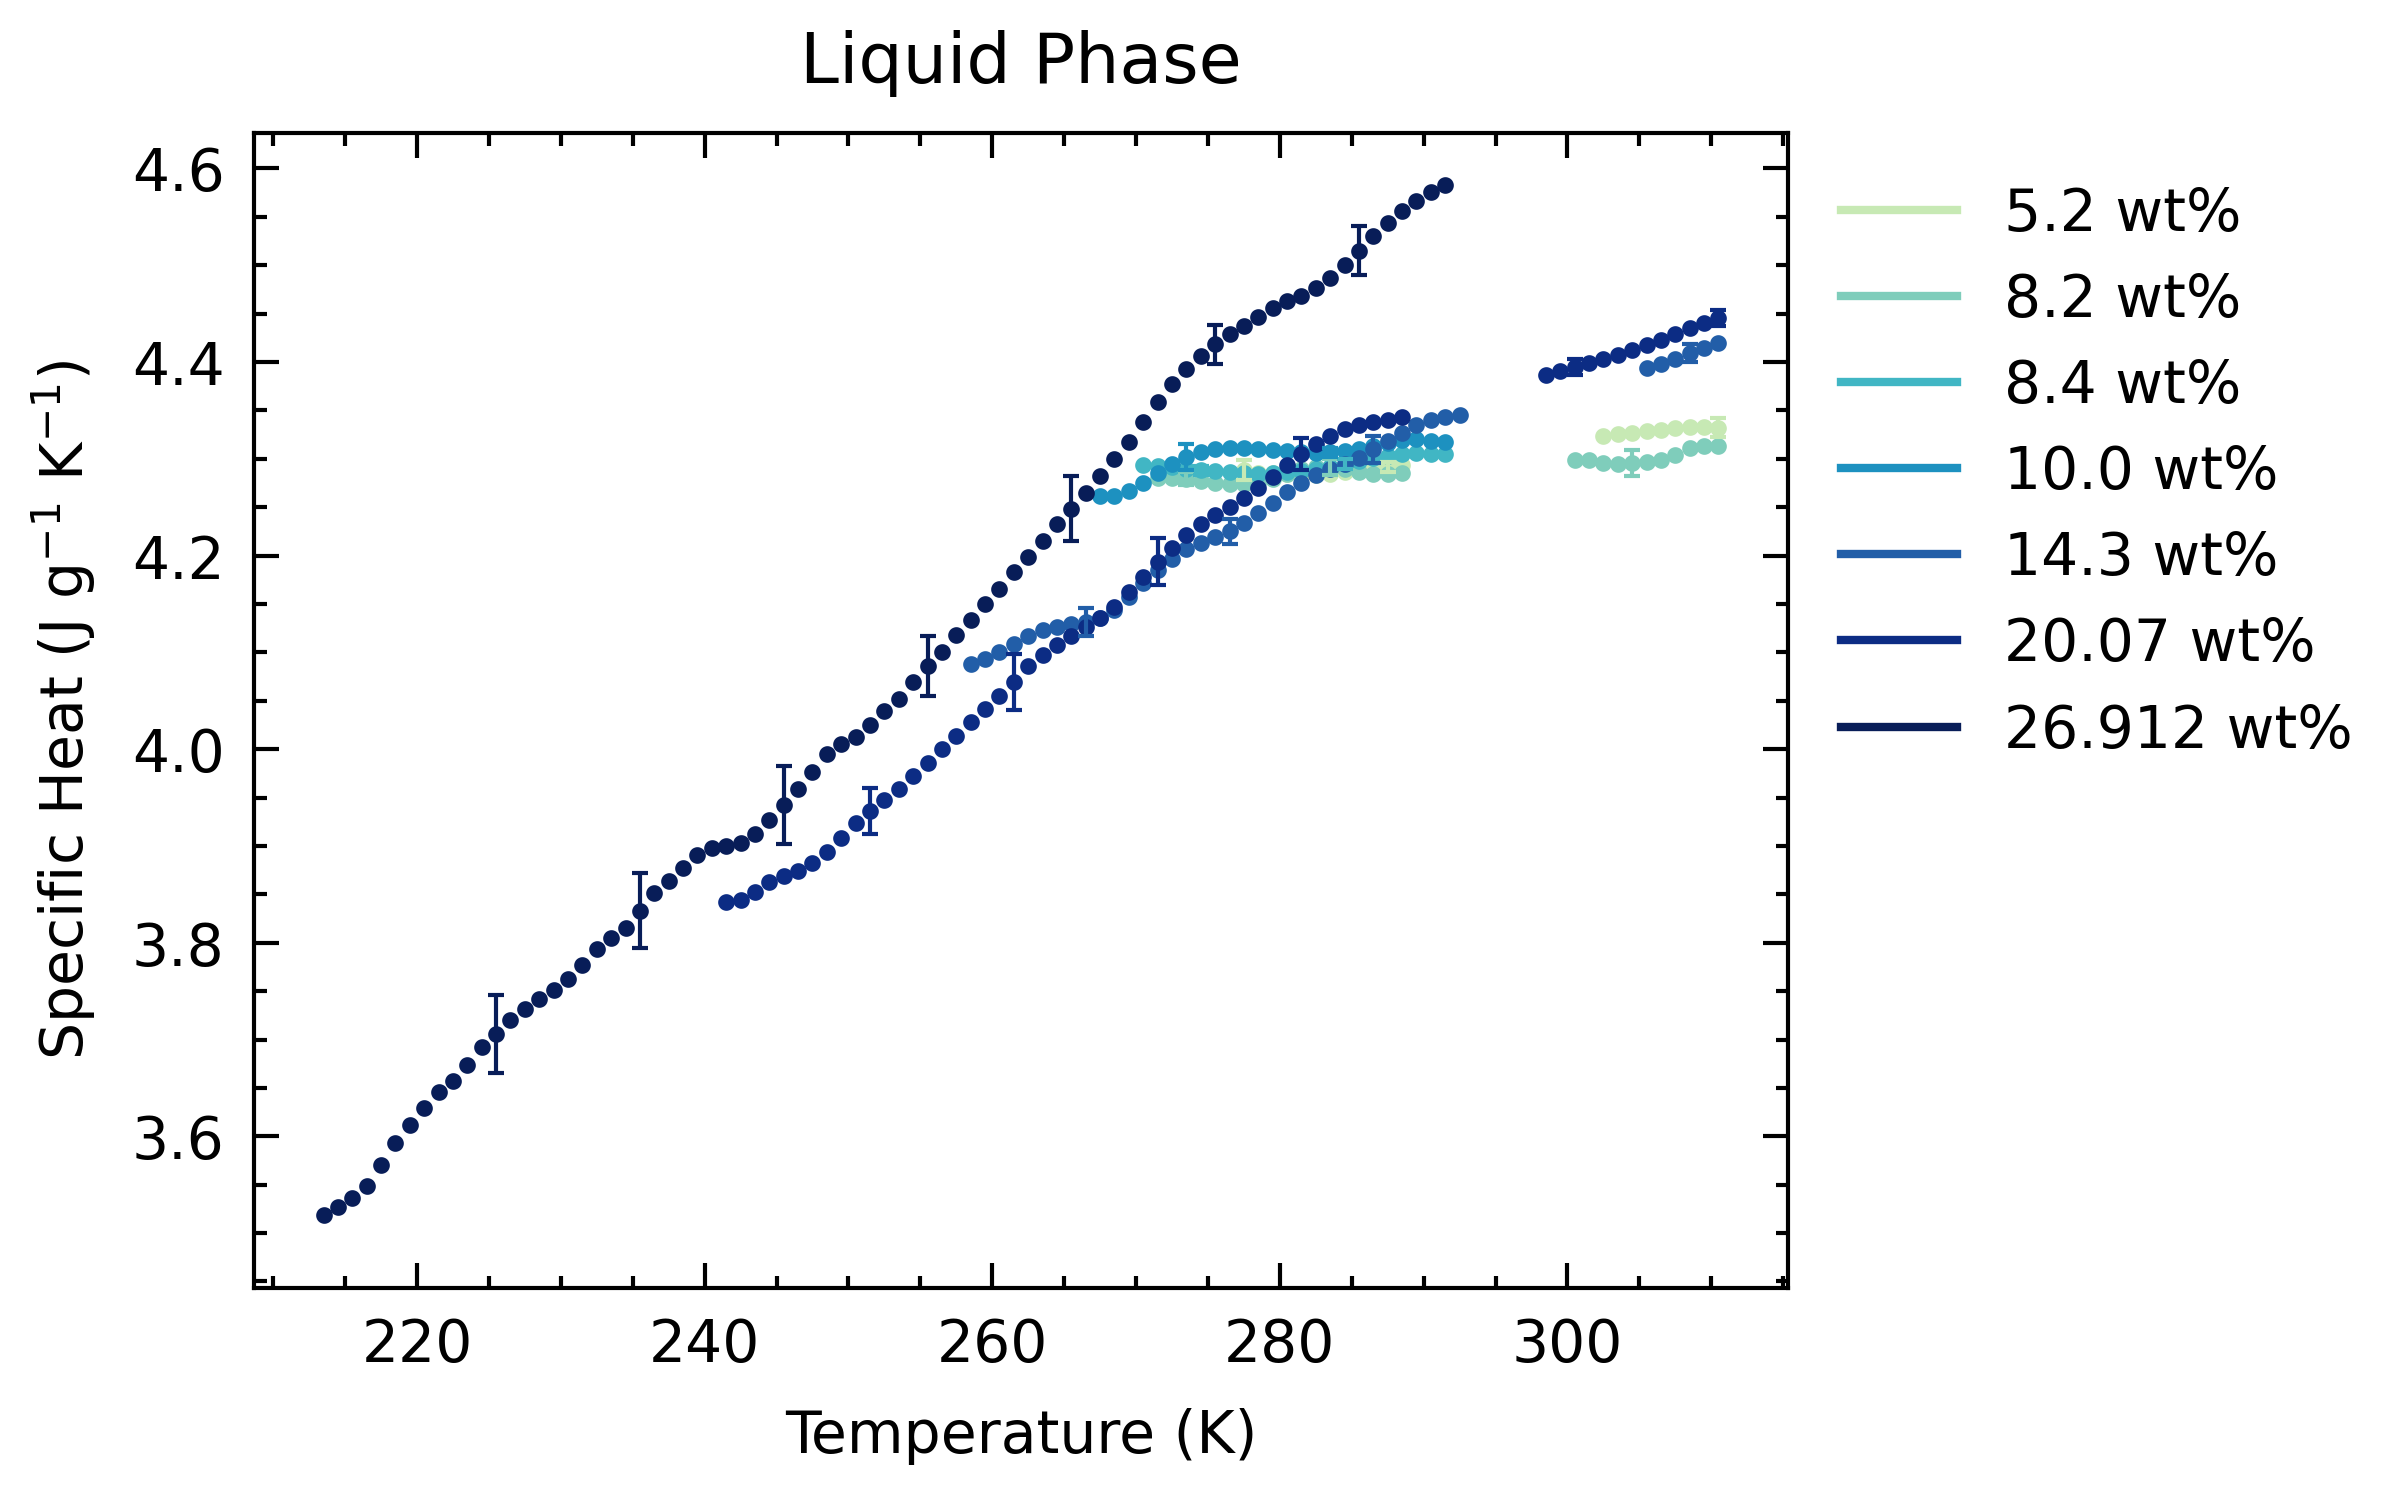 Liquid Phase
Specific Heat (J g⁻¹ K⁻¹)
4.6
4.4
4.2
4.0
3.8
3.6
220 240 260 280 300
Temperature (K)
5.2 wt%
8.2 wt%
8.4 wt%
10.0 wt%
14.3 wt%
20.07 wt%
26.912 wt%